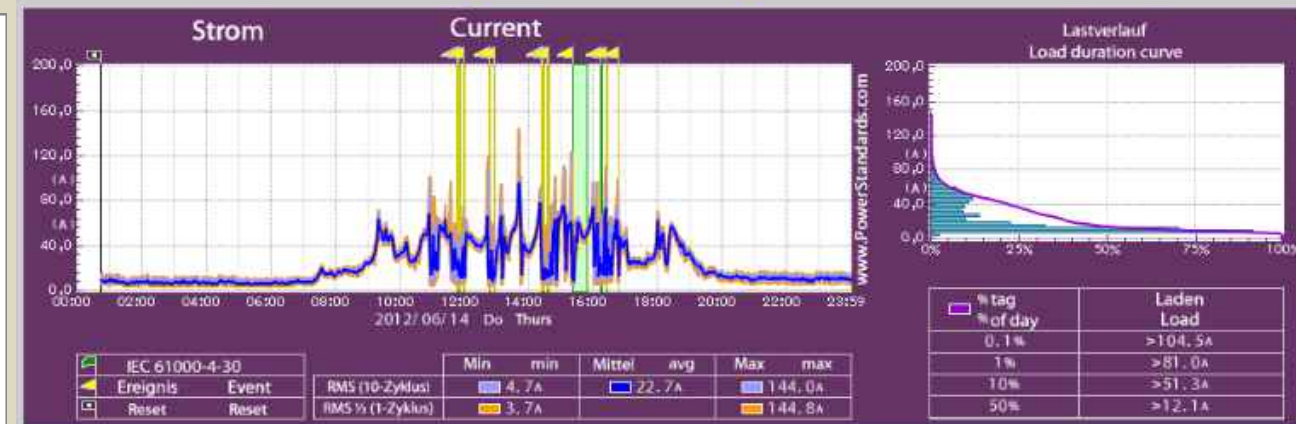 Strom Current
200,0
160,0
120,0
(A)
80,0
(A)
40,0
0,0
00:00 02:00 04:00 06:00 08:00 10:00 12:00 14:00 16:00 18:00 20:00 22:00 23:59
2012/06/14 Do Thurs
www.PowerStandards.com
Lastverlauf
Load duration curve
200,0
160,0
120,0
(A)
80,0
(A)
40,0
0,0
0% 25% 50% 75% 100%
IEC 61000-4-30
Ereignis Event
Reset Reset
Min min Mittel avg Max max
RMS (10-Zyklus) 4.7A 22.7A 144.0A
RMS ½ (1-Zyklus) 3.7A 144.8A
% tag Laden
% of day Load
0.1% >104.5A
1% >81.0A
10% >51.3A
50% >12.1A